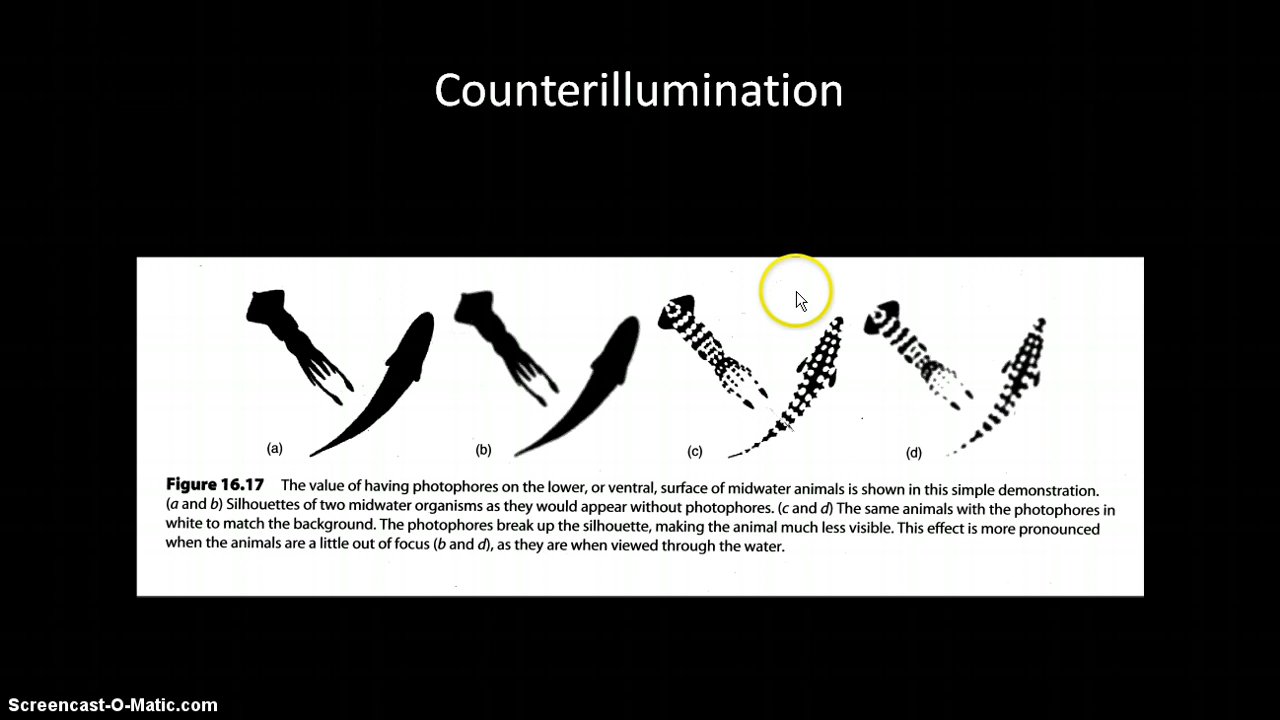 Counterillumination
(a)
(b)
(c)
(d)
Figure 16.17 The value of having photophores on the lower, or ventral, surface of midwater animals is shown in this simple demonstration.
(a and b) Silhouettes of two midwater organisms as they would appear without photophores. (c and d) The same animals with the photophores in
white to match the background. The photophores break up the silhouette, making the animal much less visible. This effect is more pronounced
when the animals are a little out of focus (b and d), as they are when viewed through the water.
Screencast-O-Matic.com